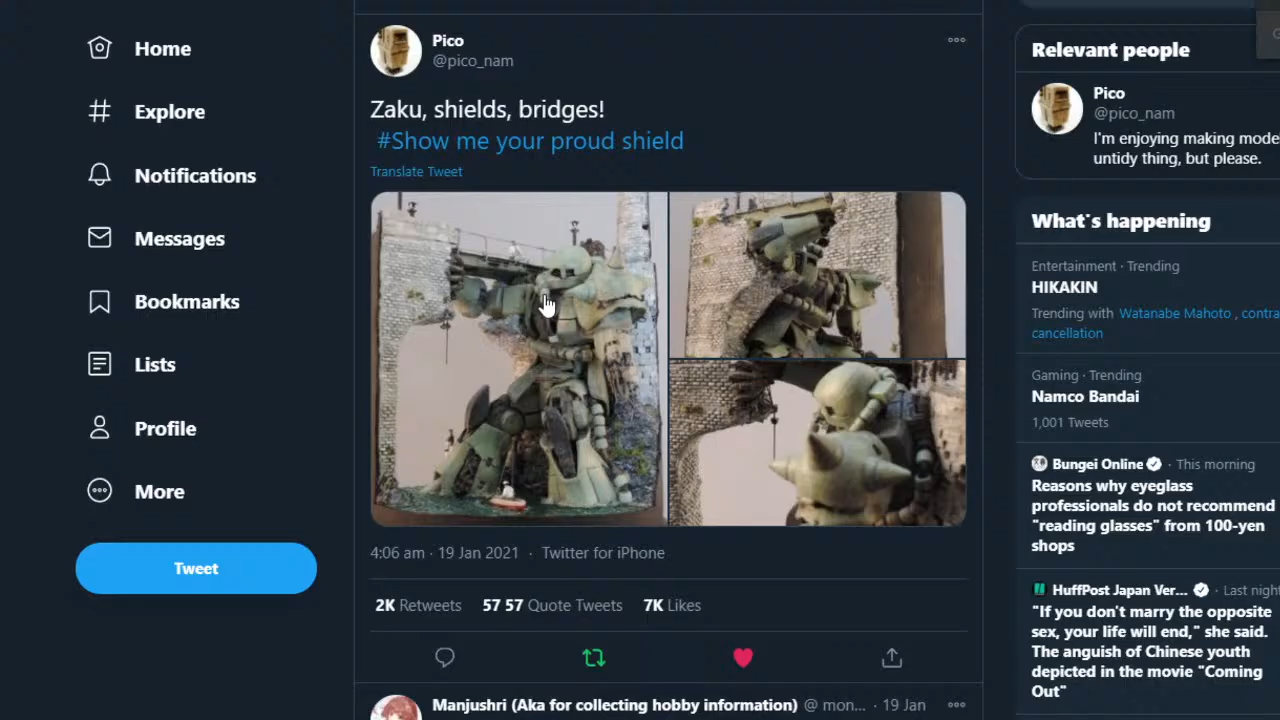 Home
Explore
Notifications
Messages
Bookmarks
Lists
Profile
More
Tweet
Pico
@pico_nam
Zaku, shields, bridges!
#Show me your proud shield
Translate Tweet
4:06 am · 19 Jan 2021 · Twitter for iPhone
2K Retweets 57 57 Quote Tweets 7K Likes
Manjushri (Aka for collecting hobby information) @ mon... · 19 Jan
Relevant people
Pico
@pico_nam
I'm enjoying making mode
untidy thing, but please.
What's happening
Entertainment · Trending
HIKAKIN
Trending with Watanabe Mahoto , contra
cancellation
Gaming · Trending
Namco Bandai
1,001 Tweets
Bungei Online · This morning
Reasons why eyeglass
professionals do not recommend
"reading glasses" from 100-yen
shops
HuffPost Japan Ver... · Last night
"If you don't marry the opposite
sex, your life will end," she said.
The anguish of Chinese youth
depicted in the movie "Coming
Out"